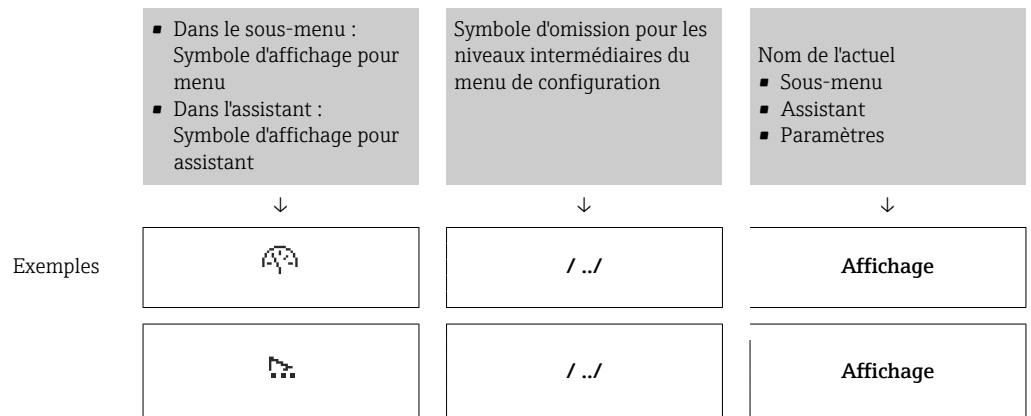 ▪ Dans le sous-menu :
Symbole d'affichage pour
menu
▪ Dans l'assistant :
Symbole d'affichage pour
assistant
Symbole d'omission pour les
niveaux intermédiaires du
menu de configuration
Nom de l'actuel
▪ Sous-menu
▪ Assistant
▪ Paramètres
↓ ↓ ↓
Exemples / ../ Affichage
/ ../ Affichage